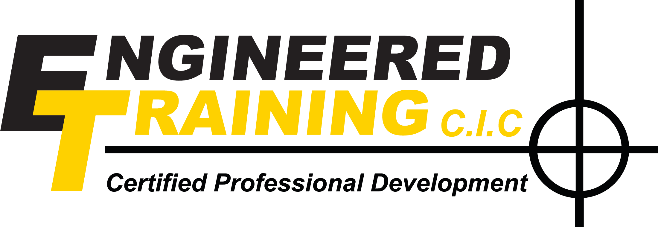 ENGINEERED
TRAINING C.I.C
Certified Professional Development